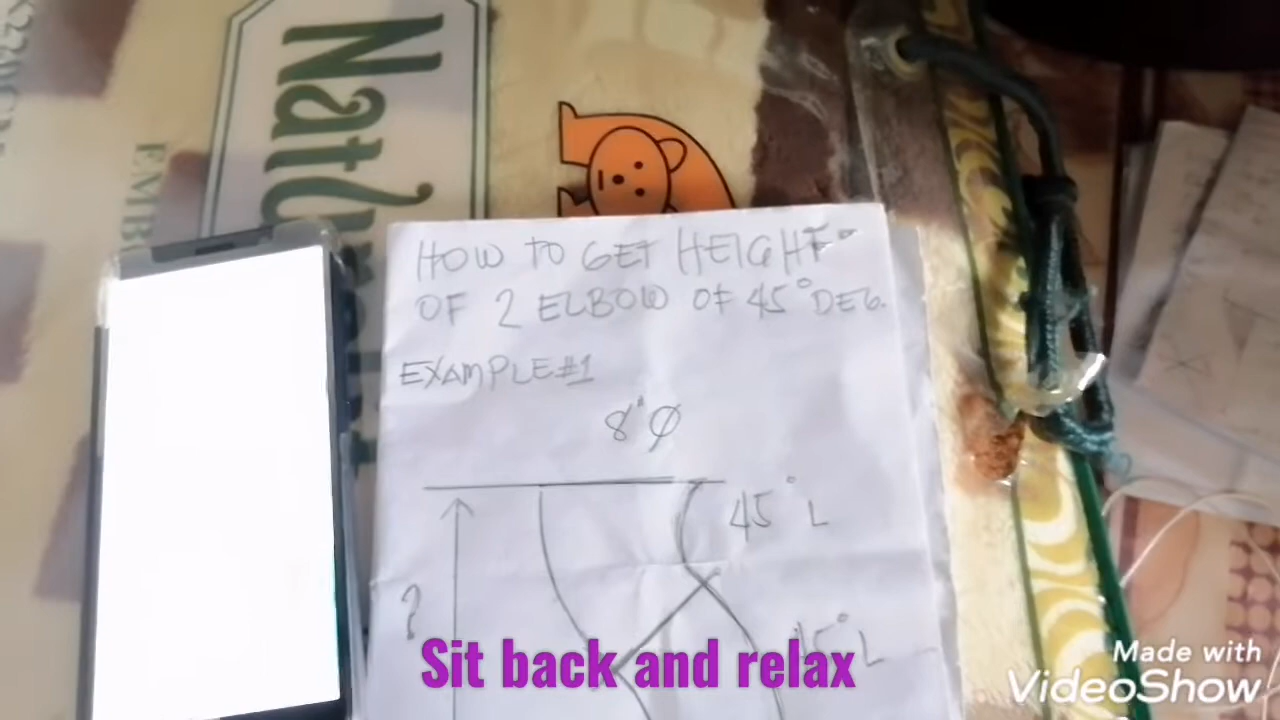 HOW TO GET HEIGHT
OF 2 ELBOW OF 45° DEG.
EXAMPLE #1
8"Ø
45° L
?
45° L
Sit back and relax
Made with
VideoShow